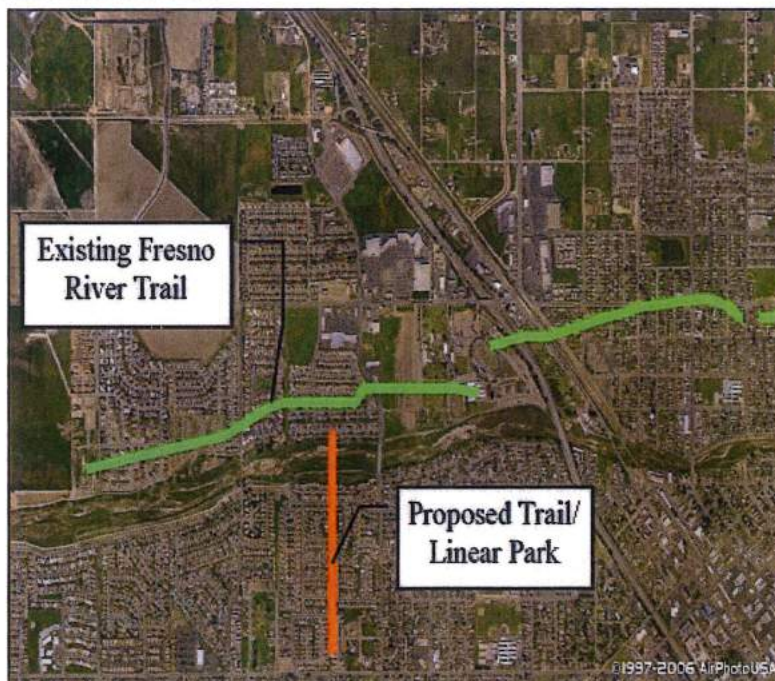 Existing Fresno
River Trail
Proposed Trail/
Linear Park
©1997-2006 AirPhotoUSA